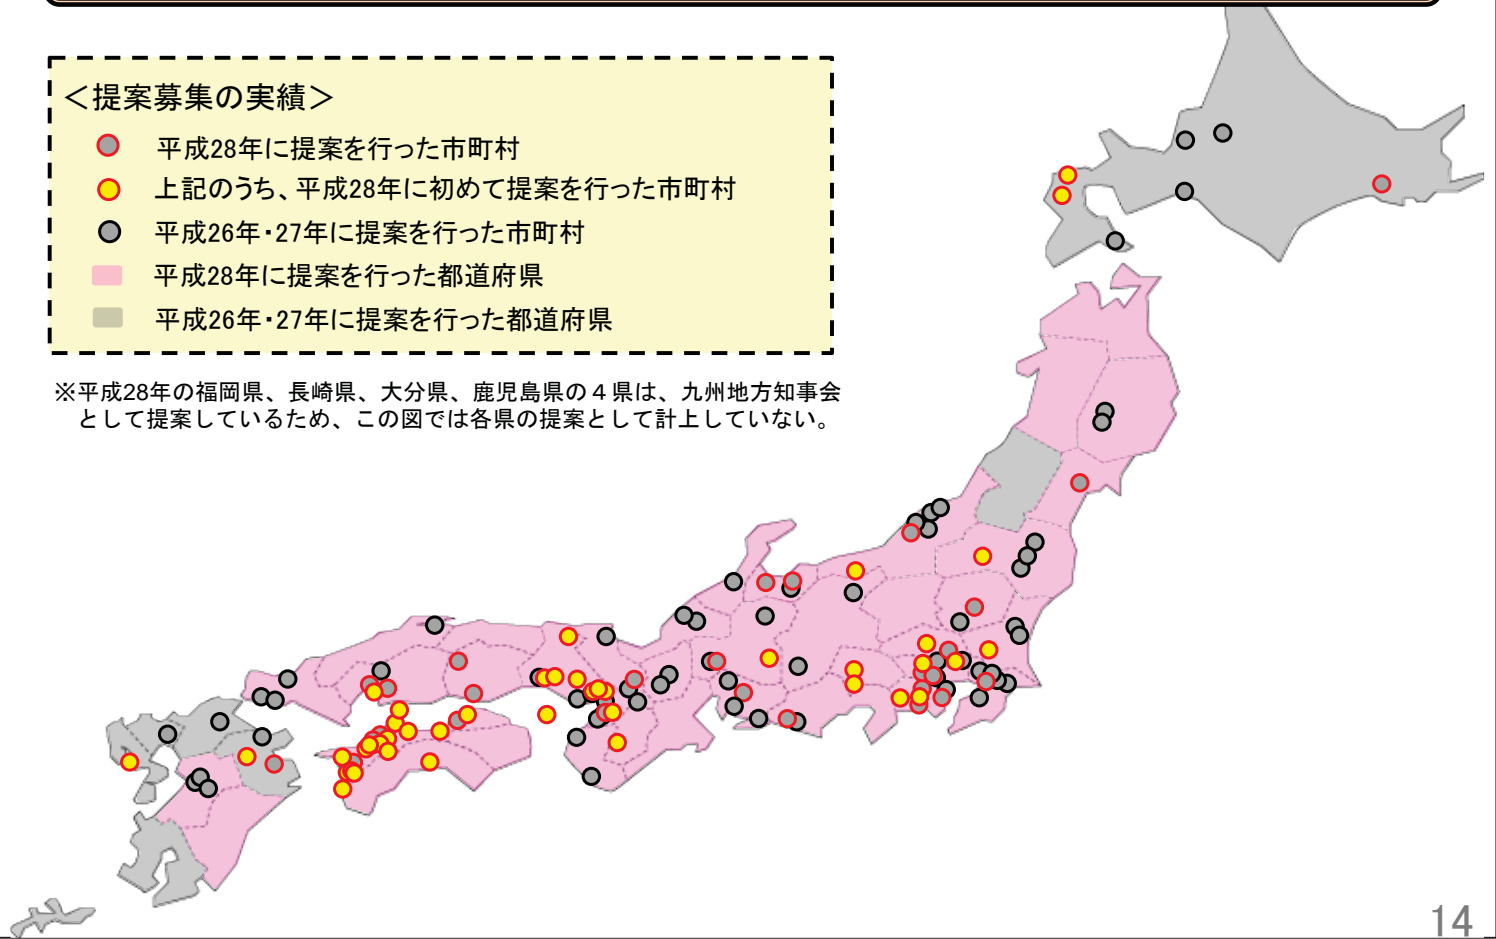 ＜提案募集の実績＞
平成28年に提案を行った市町村
上記のうち、平成28年に初めて提案を行った市町村
平成26年・27年に提案を行った市町村
平成28年に提案を行った都道府県
平成26年・27年に提案を行った都道府県
※平成28年の福岡県、長崎県、大分県、鹿児島県の４県は、九州地方知事会
として提案しているため、この図では各県の提案として計上していない。
14